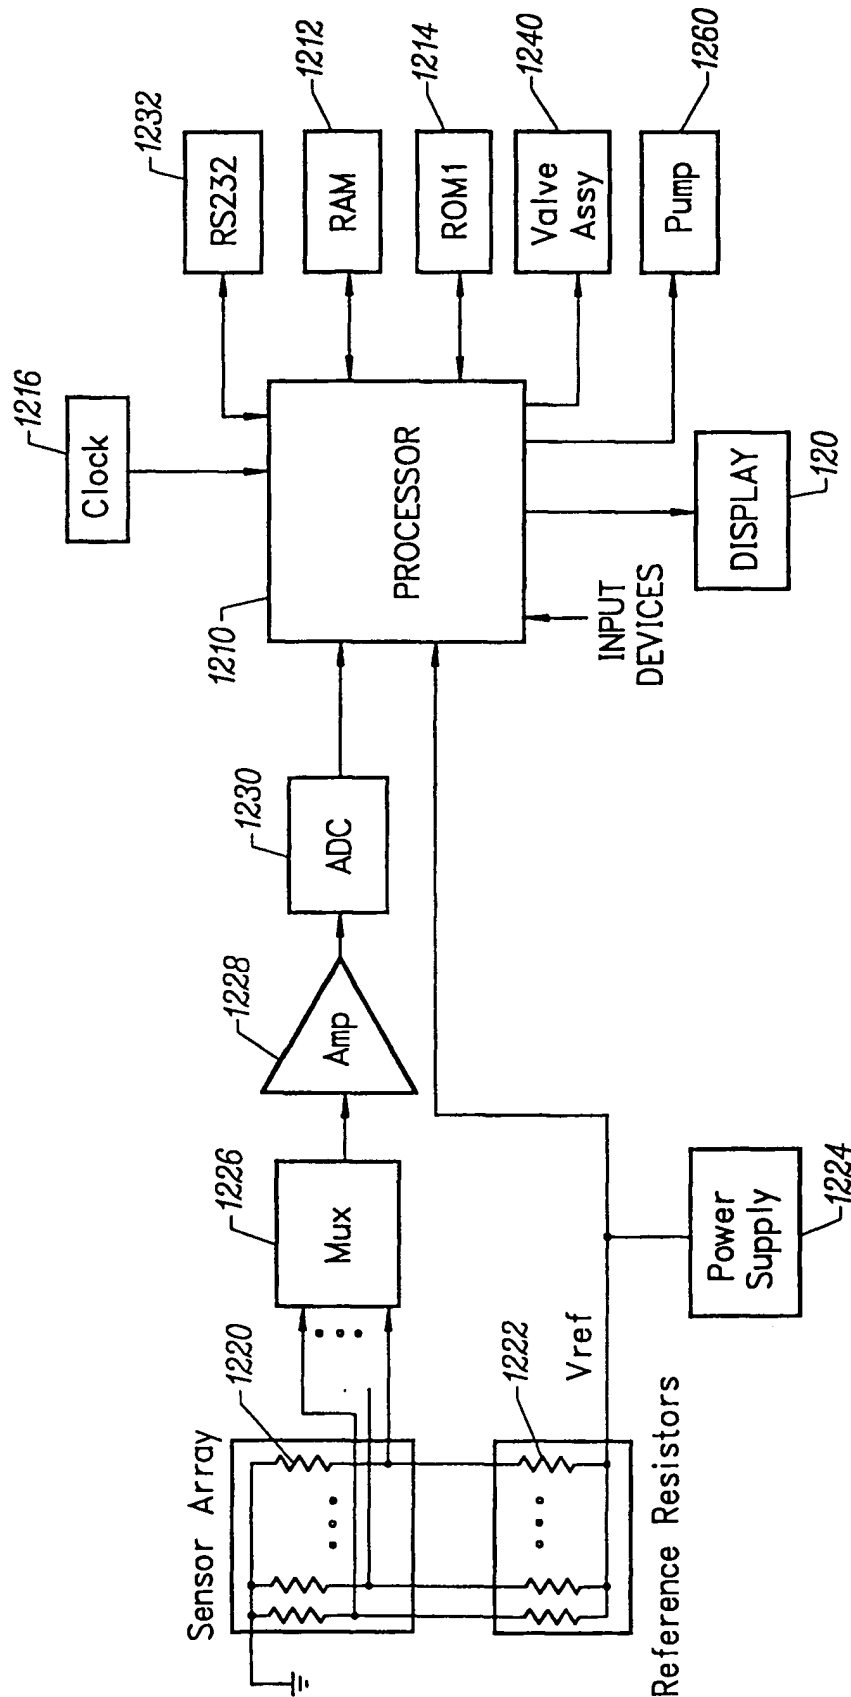 Sensor Array
1220
Reference Resistors
1222
Vref
Mux
1226
Power
Supply
1224
Amp
1228
ADC
1230
PROCESSOR
1210
INPUT
DEVICES
Clock
1216
DISPLAY
120
RS232
1232
RAM
1212
ROM1
1214
Valve
Assy
1240
Pump
1260